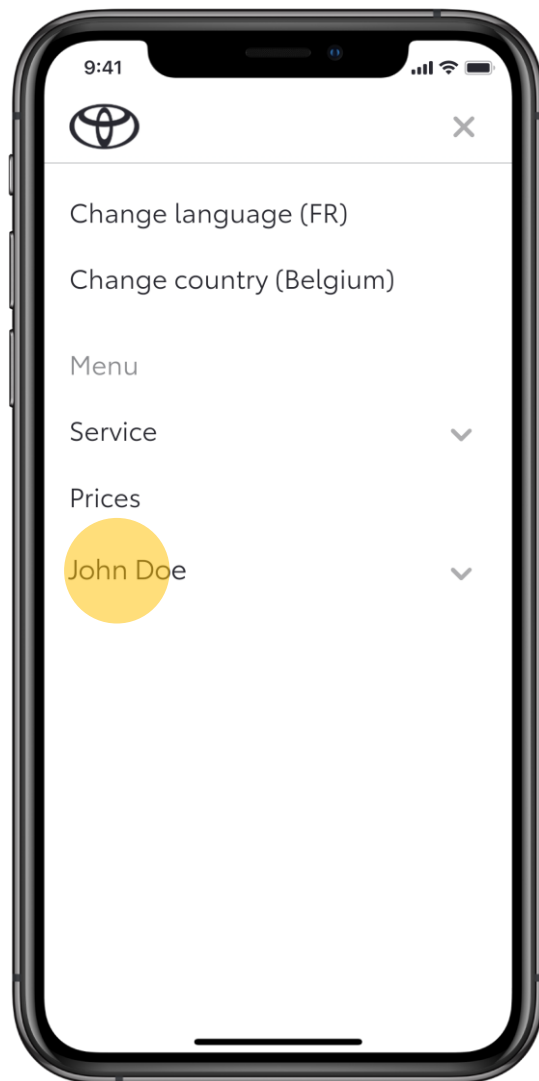 9:41
Change language (FR)
Change country (Belgium)
Menu
Service
Prices
John Doe